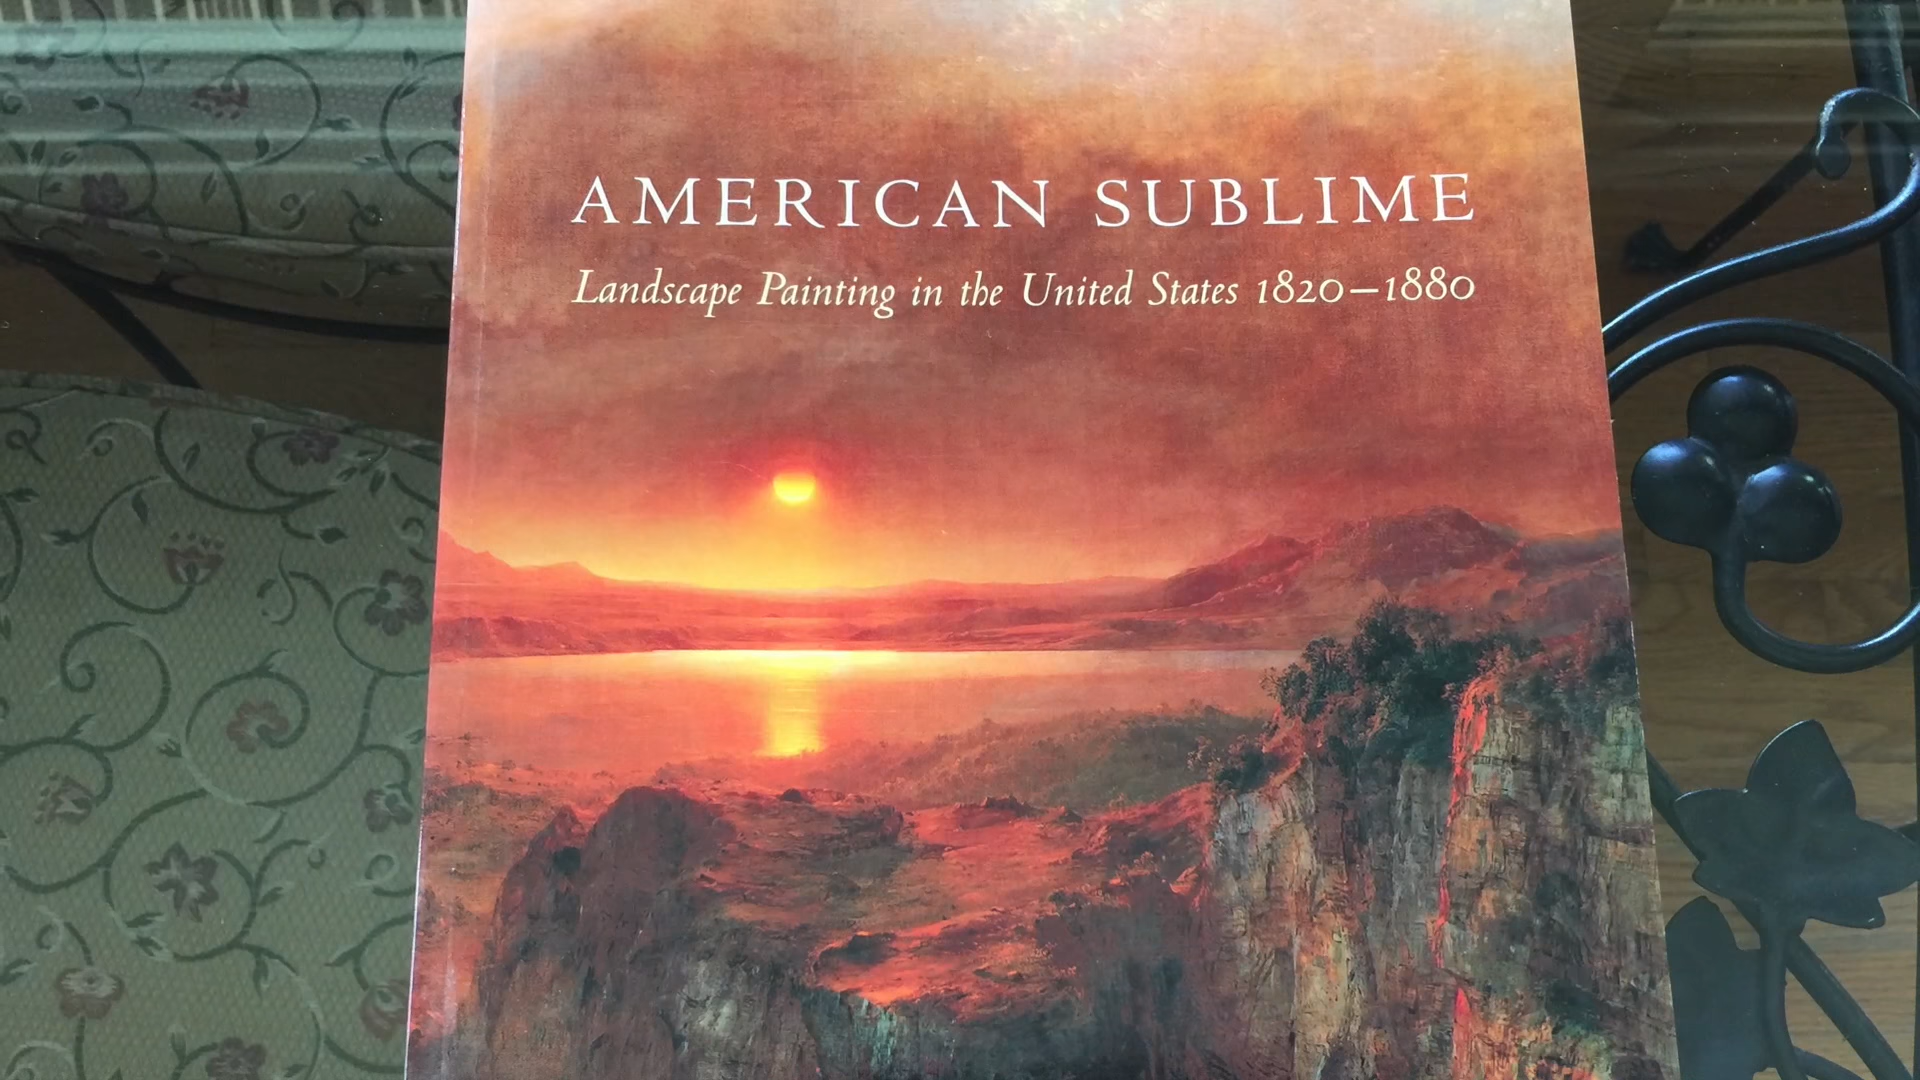 AMERICAN SUBLIME
Landscape Painting in the United States 1820–1880